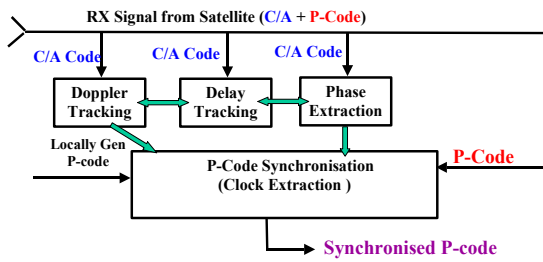 RX Signal from Satellite (C/A + P-Code)
C/A Code
C/A Code
C/A Code
Doppler
Tracking
Delay
Tracking
Phase
Extraction
Locally Gen
P-code
P-Code Synchronisation
(Clock Extraction )
P-Code
Synchronised P-code